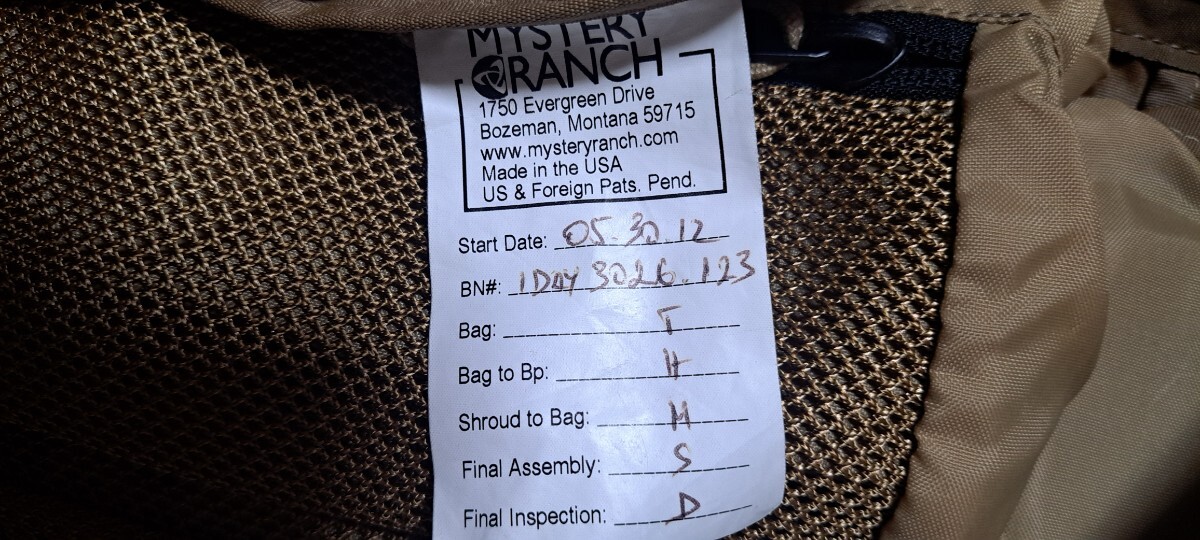 MYSTERY
RANCH
1750 Evergreen Drive
Bozeman, Montana 59715
www.mysteryranch.com
Made in the USA
US & Foreign Pats. Pend.
Start Date: 05.30.12
BN#: 1DAY 3026.123
Bag: T
Bag to Bp: H
Shroud to Bag: M
Final Assembly: S
Final Inspection: D